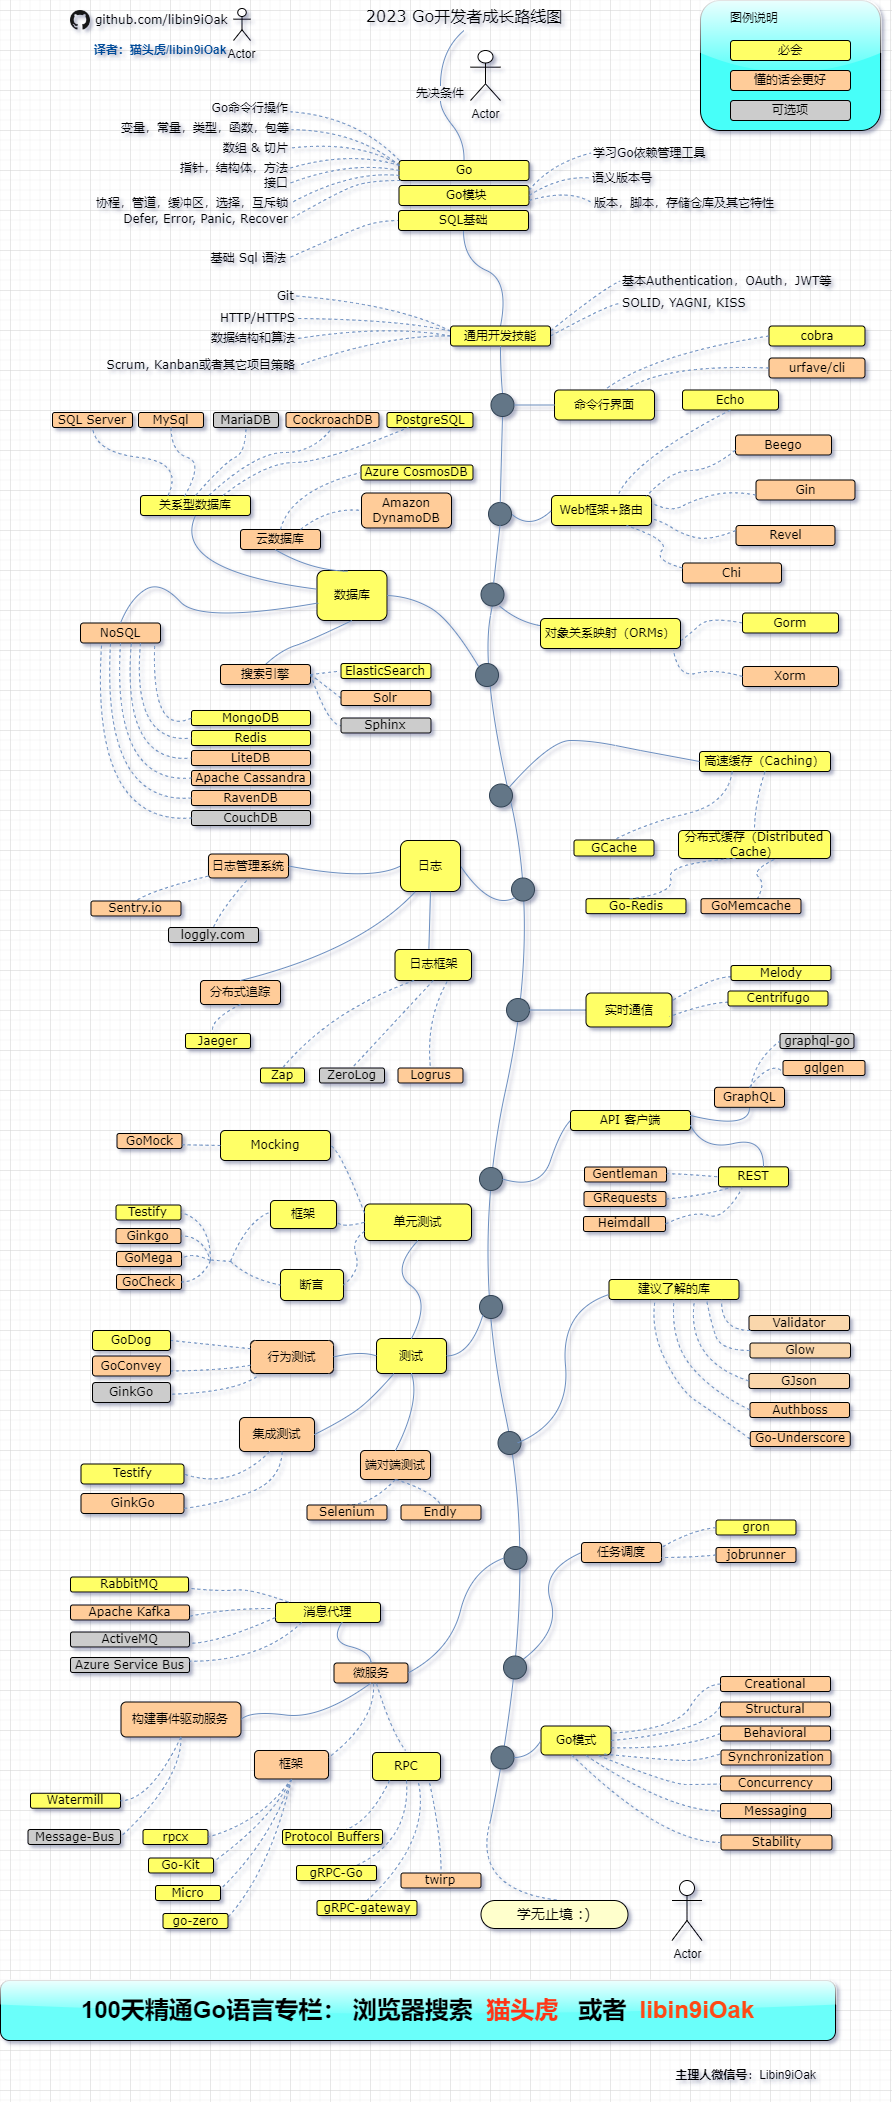 github.com/libin9iOak
2023 Go开发者成长路线图
译者：猫头虎/libin9iOak
Actor
图例说明
必会
懂的话会更好
可选项
先决条件
Actor
Go命令行操作
变量，常量，类型，函数，包等
数组 & 切片
指针，结构体，方法
接口
协程，管道，缓冲区，选择，互斥锁
Defer, Error, Panic, Recover
基础 Sql 语法
Go
Go模块
SQL基础
学习Go依赖管理工具
语义版本号
版本，脚本，存储仓库及其它特性
Git
HTTP/HTTPS
数据结构和算法
Scrum, Kanban或者其它项目策略
通用开发技能
基本Authentication，OAuth，JWT等
SOLID, YAGNI, KISS
命令行界面
cobra
urfave/cli
Web框架+路由
Echo
Beego
Gin
Revel
Chi
SQL Server
MySql
MariaDB
CockroachDB
PostgreSQL
关系型数据库
云数据库
Azure CosmosDB
Amazon
DynamoDB
数据库
NoSQL
搜索引擎
ElasticSearch
Solr
Sphinx
MongoDB
Redis
LiteDB
Apache Cassandra
RavenDB
CouchDB
对象关系映射（ORMs）
Gorm
Xorm
高速缓存（Caching）
GCache
分布式缓存（Distributed
Cache）
Go-Redis
GoMemcache
日志
日志管理系统
Sentry.io
loggly.com
分布式追踪
Jaeger
日志框架
Zap
ZeroLog
Logrus
实时通信
Melody
Centrifugo
API 客户端
GraphQL
graphql-go
gqlgen
REST
Gentleman
GRequests
Heimdall
Mocking
GoMock
框架
断言
单元测试
Testify
Ginkgo
GoMega
GoCheck
测试
行为测试
GoDog
GoConvey
GinkGo
集成测试
Testify
GinkGo
端对端测试
Selenium
Endly
建议了解的库
Validator
Glow
GJson
Authboss
Go-Underscore
任务调度
gron
jobrunner
消息代理
RabbitMQ
Apache Kafka
ActiveMQ
Azure Service Bus
微服务
构建事件驱动服务
Watermill
Message-Bus
框架
rpcx
Go-Kit
Micro
go-zero
RPC
Protocol Buffers
gRPC-Go
gRPC-gateway
twirp
Go模式
Creational
Structural
Behavioral
Synchronization
Concurrency
Messaging
Stability
学无止境 :)
Actor
100天精通Go语言专栏： 浏览器搜索 猫头虎 或者 libin9iOak
主理人微信号：Libin9iOak